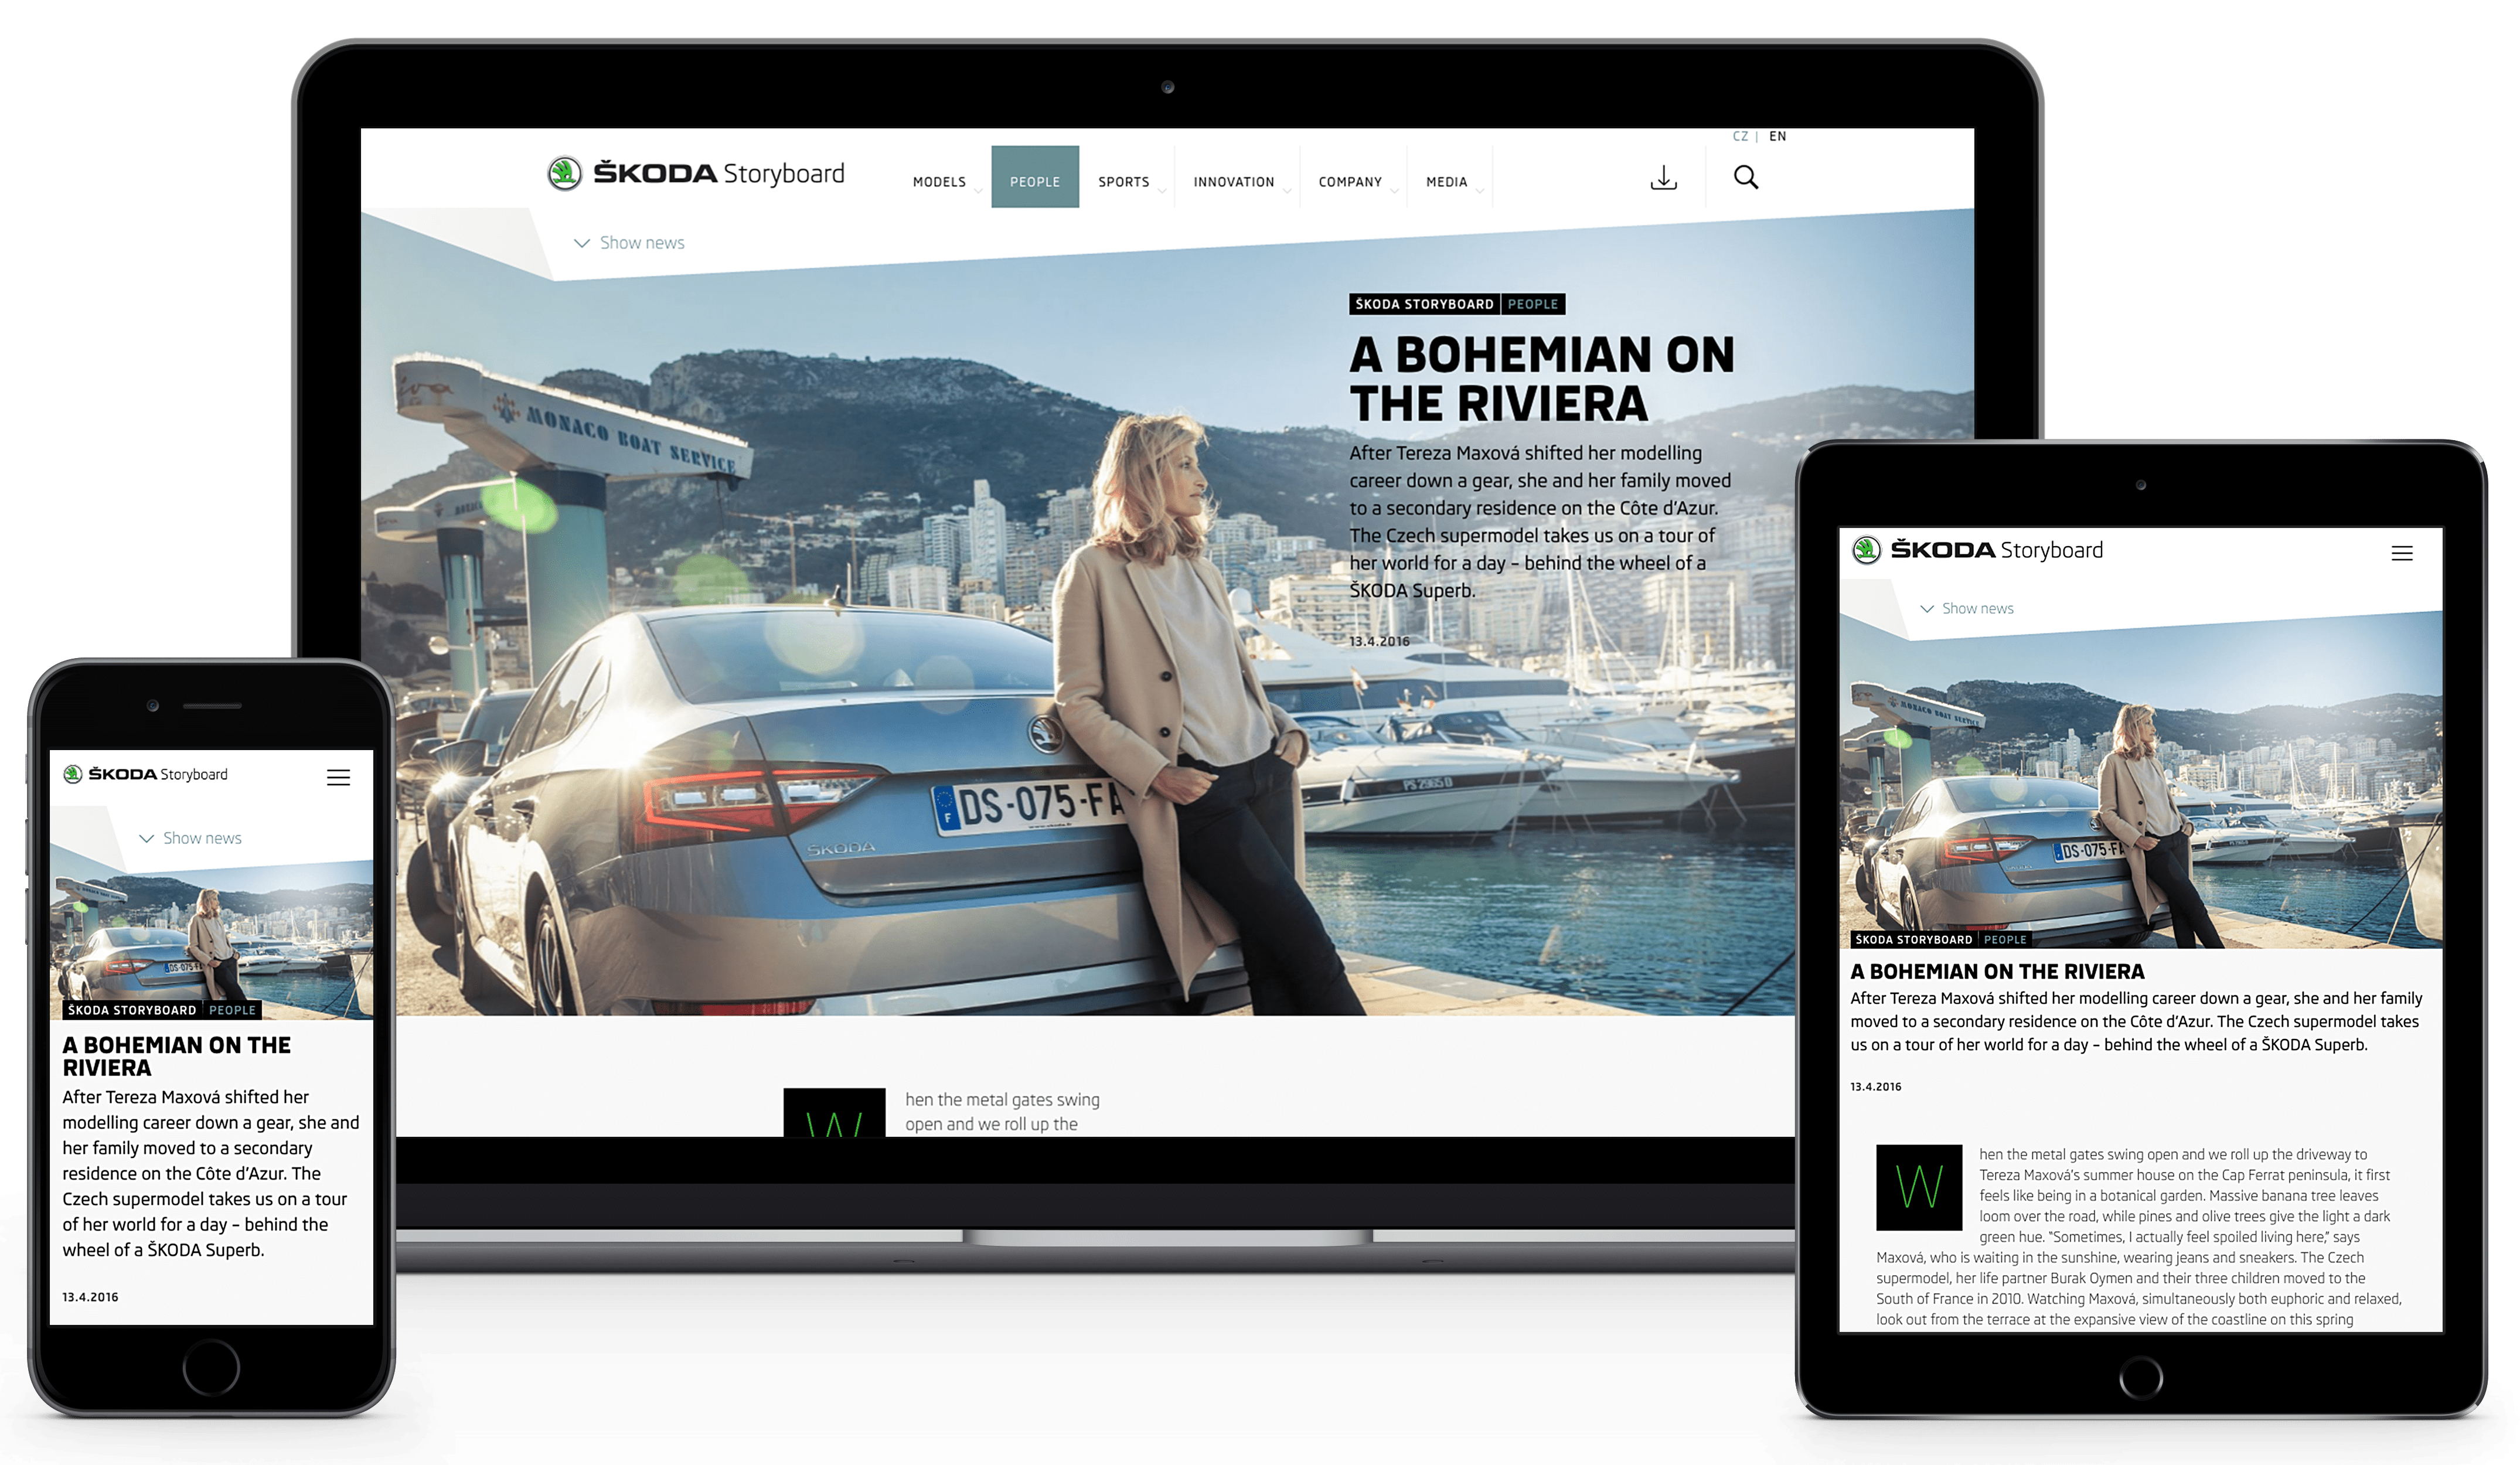 CZ | EN
ŠKODA Storyboard
MODELS
PEOPLE
SPORTS
INNOVATION
COMPANY
MEDIA
Show news
ŠKODA STORYBOARD | PEOPLE
A BOHEMIAN ON
THE RIVIERA
After Tereza Maxová shifted her modelling
career down a gear, she and her family moved
to a secondary residence on the Côte d'Azur.
The Czech supermodel takes us on a tour of
her world for a day – behind the wheel of a
ŠKODA Superb.
13.4.2016
MONACO BOAT SERVICE
ŠKODA
F
DS-075-FA
W
hen the metal gates swing
open and we roll up the
ŠKODA Storyboard
Show news
DS-075-FA
ŠKODA STORYBOARD | PEOPLE
A BOHEMIAN ON THE
RIVIERA
After Tereza Maxová shifted her
modelling career down a gear, she and
her family moved to a secondary
residence on the Côte d'Azur. The
Czech supermodel takes us on a tour
of her world for a day – behind the
wheel of a ŠKODA Superb.
13.4.2016
ŠKODA Storyboard
Show news
MONACO BOAT SERVICE
DS-075-FA
ŠKODA STORYBOARD | PEOPLE
A BOHEMIAN ON THE RIVIERA
After Tereza Maxová shifted her modelling career down a gear, she and her family
moved to a secondary residence on the Côte d'Azur. The Czech supermodel takes
us on a tour of her world for a day – behind the wheel of a ŠKODA Superb.
13.4.2016
W
hen the metal gates swing open and we roll up the driveway to
Tereza Maxová's summer house on the Cap Ferrat peninsula, it first
feels like being in a botanical garden. Massive banana tree leaves
loom over the road, while pines and olive trees give the light a dark
green hue. “Sometimes, I actually feel spoiled living here,” says
Maxová, who is waiting in the sunshine, wearing jeans and sneakers. The Czech
supermodel, her life partner Burak Oymen and their three children moved to the
South of France in 2010. Watching Maxová, simultaneously both euphoric and relaxed,
look out from the terrace at the expansive view of the coastline on this spring